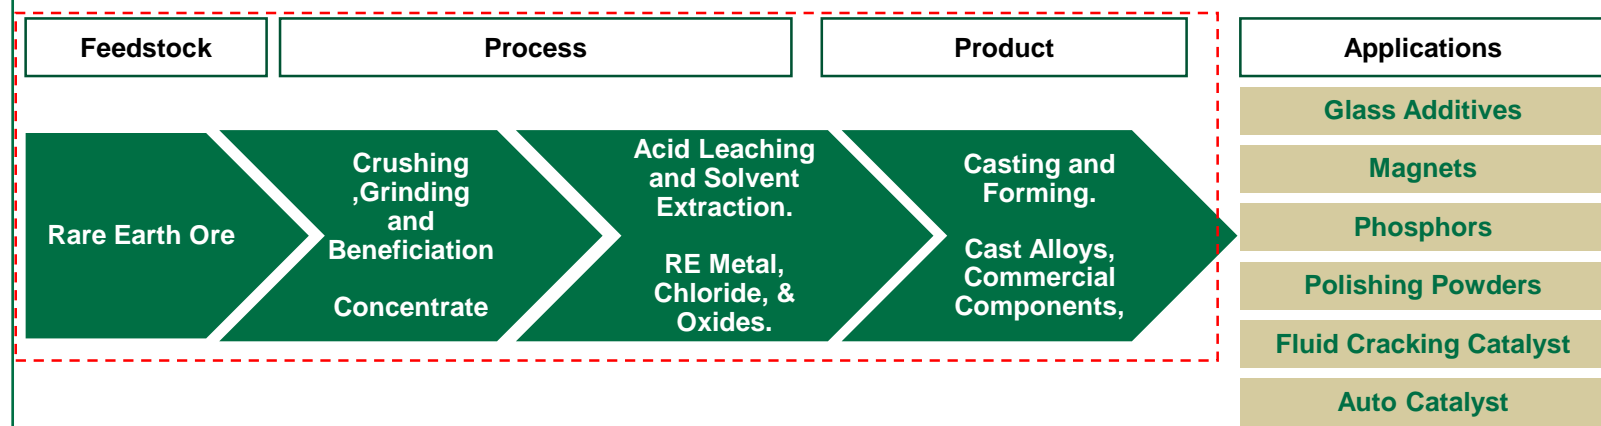 Feedstock
Process
Product
Applications
Rare Earth Ore
Crushing
,Grinding
and
Beneficiation
Concentrate
Acid Leaching
and Solvent
Extraction.
RE Metal,
Chloride, &
Oxides.
Casting and
Forming.
Cast Alloys,
Commercial
Components,
Glass Additives
Magnets
Phosphors
Polishing Powders
Fluid Cracking Catalyst
Auto Catalyst